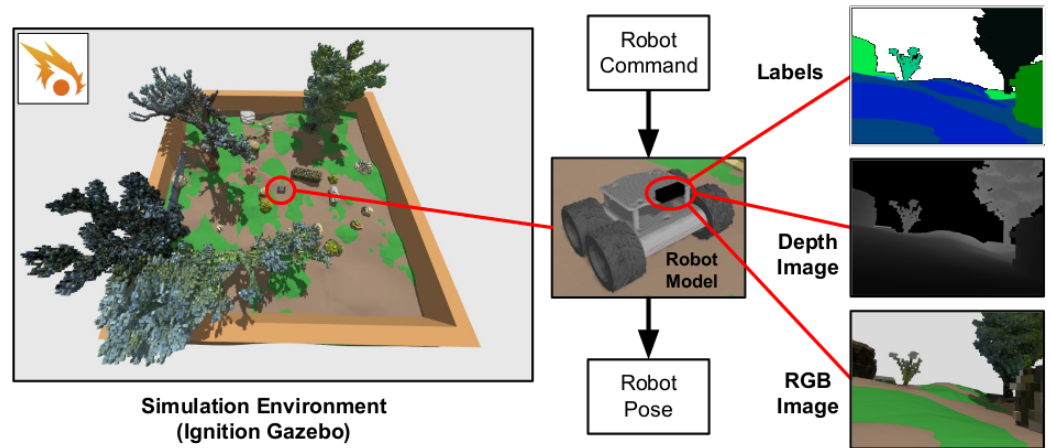 Simulation Environment
(Ignition Gazebo)
Robot
Command
Robot
Model
Robot
Pose
Labels
Depth
Image
RGB
Image